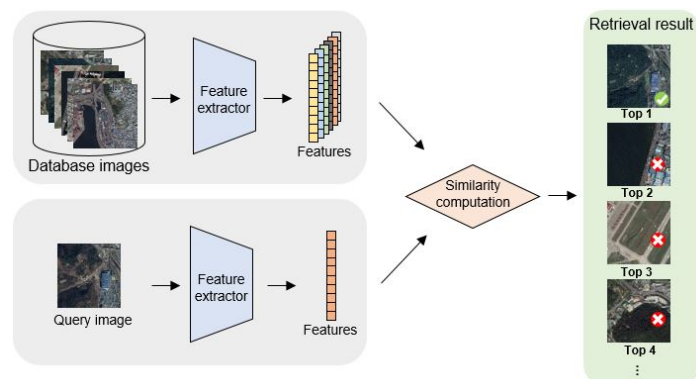 Feature
extractor
Features
Database images
Feature
extractor
Features
Query image
Similarity
computation
Retrieval result
Top 1
Top 2
Top 3
Top 4
⋮